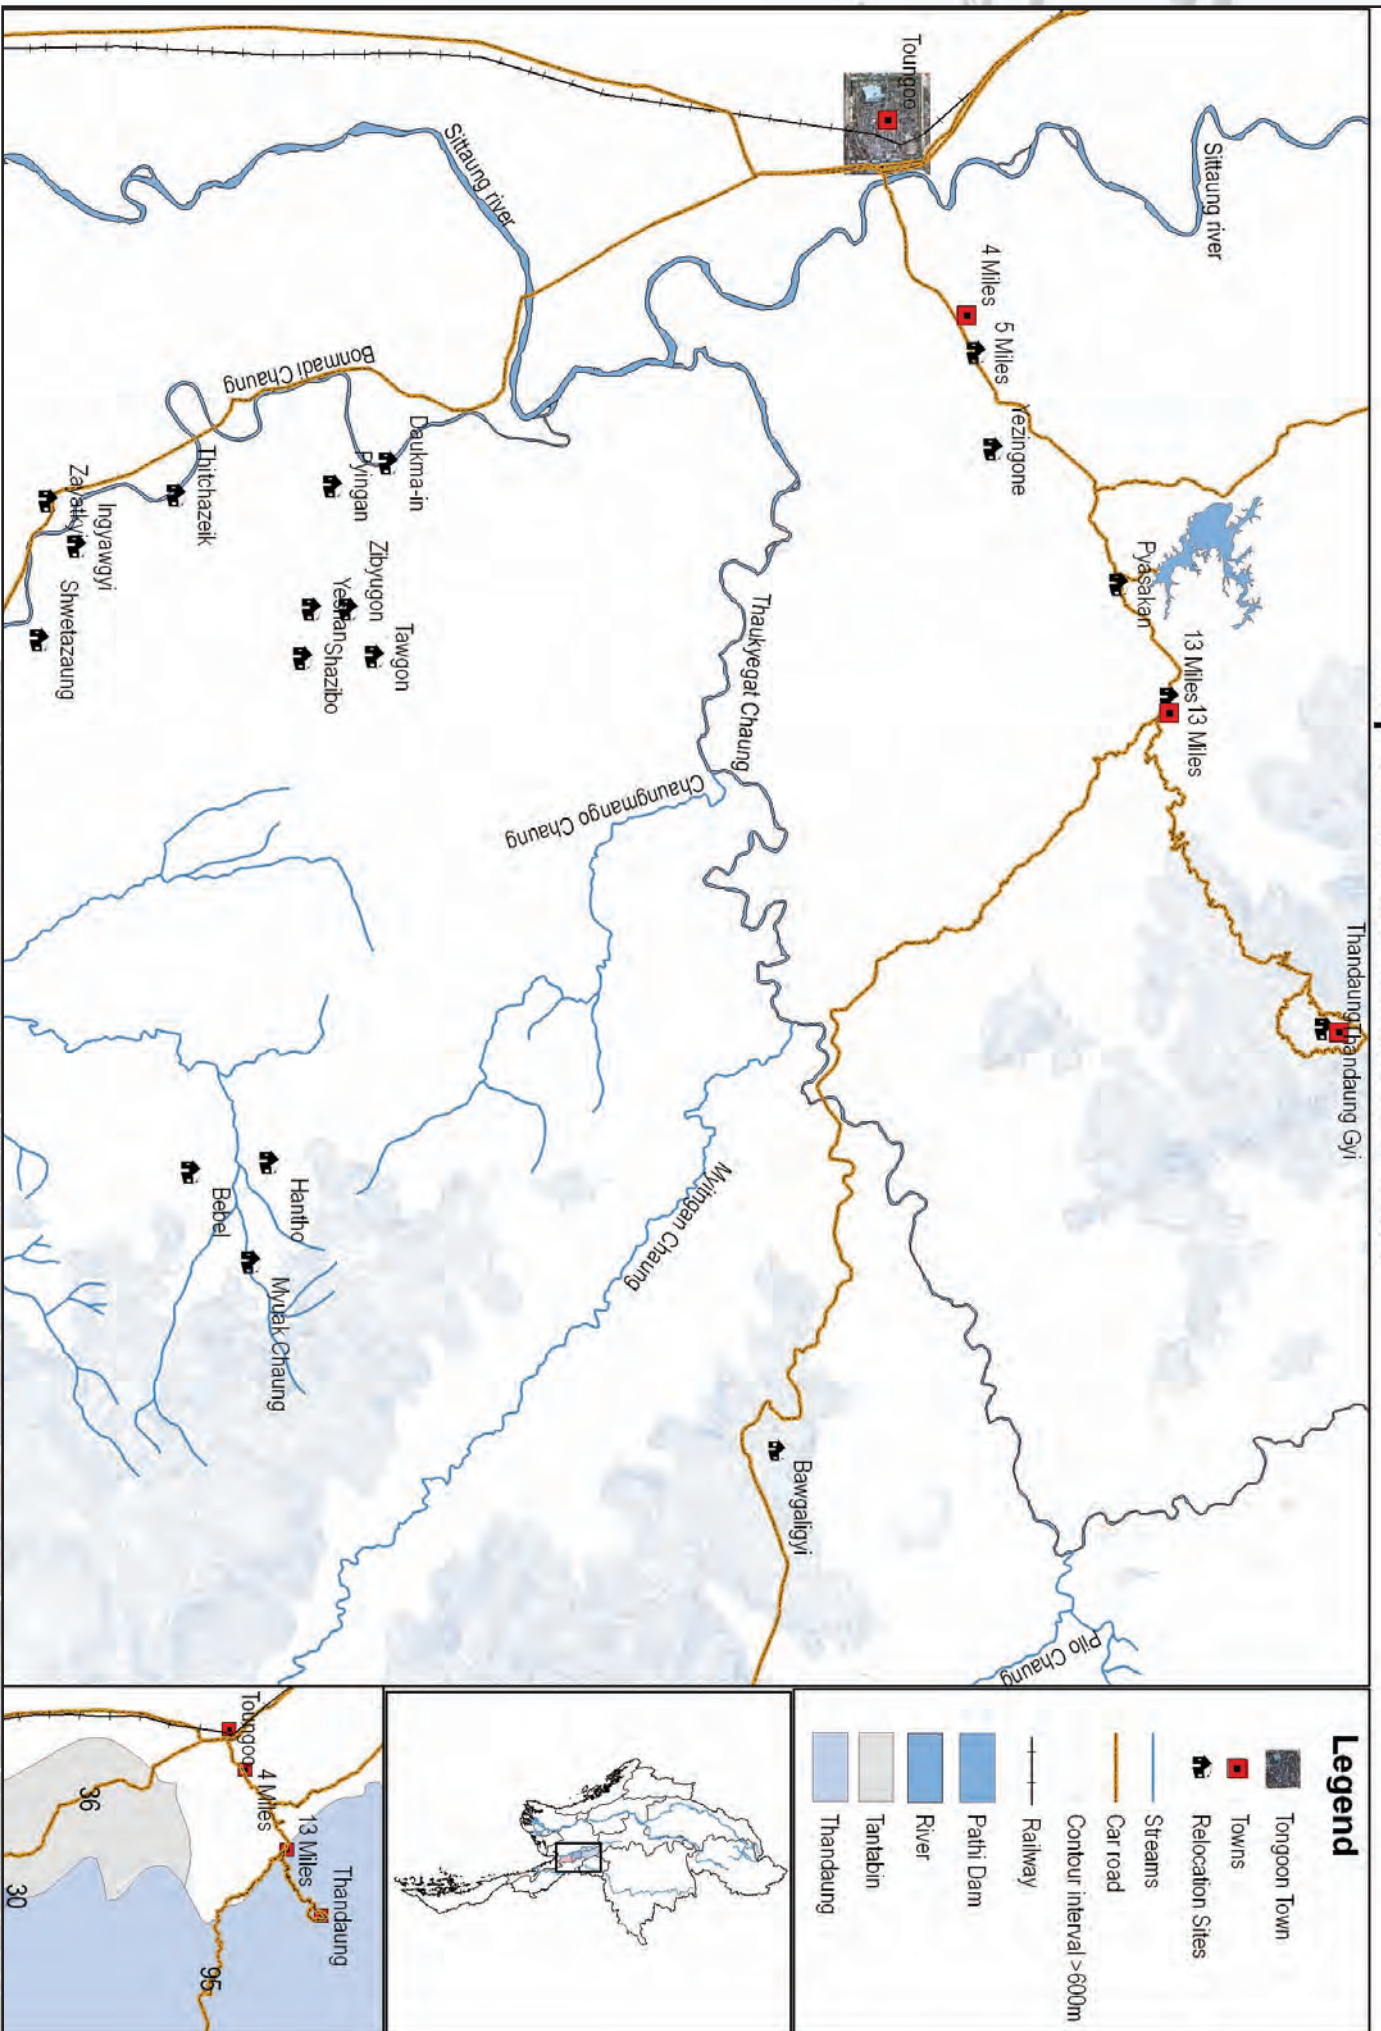 Sittaung river
Toungoo
4 Miles
5 Miles
Yezingone
Pyasakan
13 Miles
13 Miles
Thandaung
Thandaung Gyi
Sittaung river
Bonmadi Chaung
Daukma-in
Pyingan
Thitchazeik
Zayatkyi
Ingyawgyi
Shwetazaung
Zibyugon
Yeshan
Tawgon
Shazibo
Thaukyegat Chaung
Chaungmango Chaung
Myitngan Chaung
Hantho
Bebel
Myuak Chaung
Bawgaligyi
Pilo Chaung
Legend
Tongoon Town
Towns
Relocation Sites
Streams
Car road
Contour interval >600m
Railway
Pathi Dam
River
Tantabin
Thandaung
Toungoo
4 Miles
13 Miles
Thandaung
36
30
95